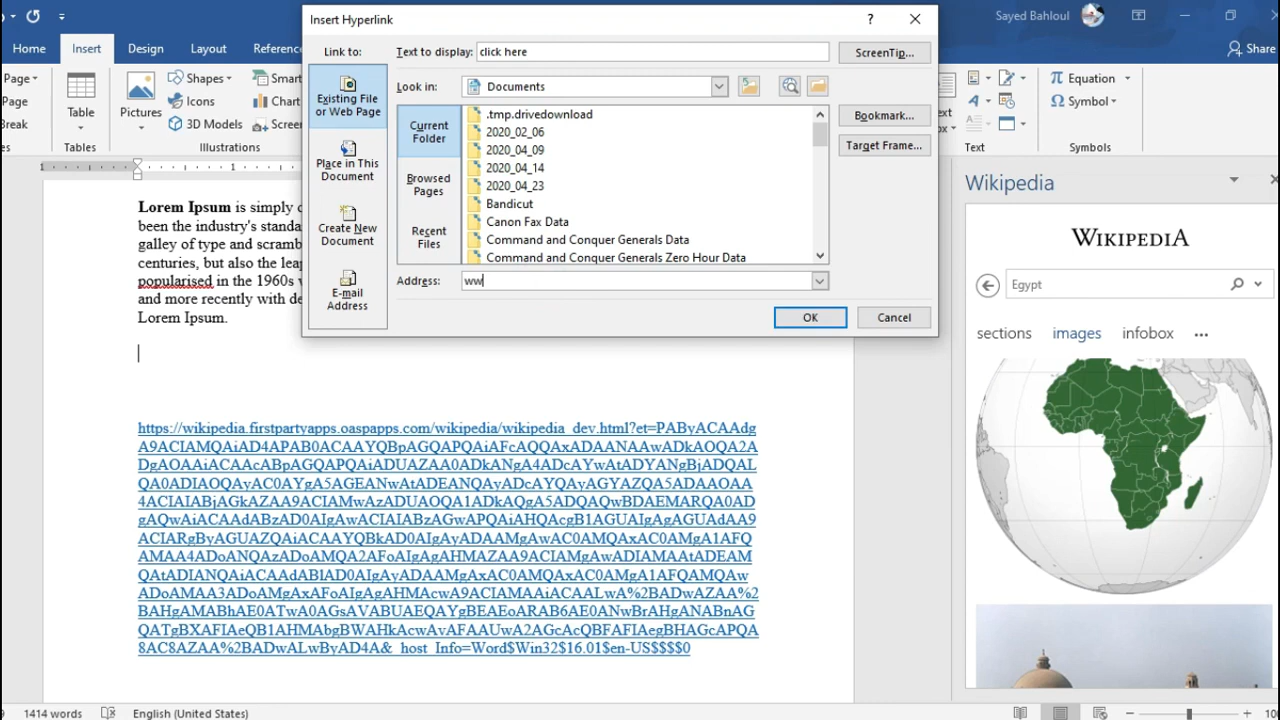 Insert Hyperlink
?
Sayed Bahloul
Home Insert Design Layout Reference
Share
Link to:
Text to display: click here
ScreenTip...
Existing File
or Web Page
Place in This
Document
Create New
Document
E-mail
Address
Look in: Documents
Current
Folder
Browsed
Pages
Recent
Files
.tmp.drivedownload
2020_02_06
2020_04_09
2020_04_14
2020_04_23
Bandicut
Canon Fax Data
Command and Conquer Generals Data
Command and Conquer Generals Zero Hour Data
Bookmark...
Target Frame...
Address: ww
OK Cancel
Page
Page
Break
Table
Tables
Pictures
Shapes
Icons
3D Models
Smart
Chart
Screen
Illustrations
Text
Equation
Symbol
Symbols
1 1
Lorem Ipsum is simply
been the industry's standa
galley of type and scramb
centuries, but also the lea
popularised in the 1960s
and more recently with de
Lorem Ipsum.
https://wikipedia.firstpartyapps.oaspapps.com/wikipedia/wikipedia_dev.html?et=PAByACAAdg
A9ACIAMQAiAD4APAB0ACAAYQBpAGQAPQAiAFcAQQAxADAANAAwADkAOQA2A
DgAOAAiACAAcABpAGQAPQAiADUAZAA0ADkANgA4ADcAYwAtADYANgBjADQAL
QA0ADIAOQAyAC0AYgA5AGEANwAtADEANQAyADcAYQAyAGYAZQA5ADAAOAA
4ACIAIABjAGkAZAA9ACIAMwAzADUAOQA1ADkAQgA5ADQAQwBDAEMARQA0AD
gAQwAiACAAdABzAD0AIgAwACIAIABzAGwAPQAiAHQAcgB1AGUAIgAgAGUAdAA9
ACIARgByAGUAZQAiACAAYQBkAD0AIgAyADAAMgAwAC0AMQAxAC0AMgA1AFQ
AMAA4ADoANQAzADoAMQA2AFoAIgAgAHMAZAA9ACIAMgAwADIAMAAtADEAM
QAtADIANQAiACAAdABlAD0AIgAyADAAMgAxAC0AMQAxAC0AMgA1AFQAMQAw
ADoAMAA3ADoAMgAxAFoAIgAgAHMAcwA9ACIAMAAiACAALwA%2BADwAZAA%2
BAHgAMABhAE0ATwA0AGsAVABUAEQAYgBEAEoARAB6AE0ANwBrAHgANABnAG
QATgBXAFIAeQB1AHMAbgBWAHkAcwAvAFAAUwA2AGcAcQBFAFIAegBHAGcAPQA
8AC8AZAA%2BADwALwByAD4A&_host_Info=Word$Win32$16.01$en-US$$$$0
Wikipedia
WIKIPEDIA
Egypt
sections images infobox ...
1414 words English (United States)